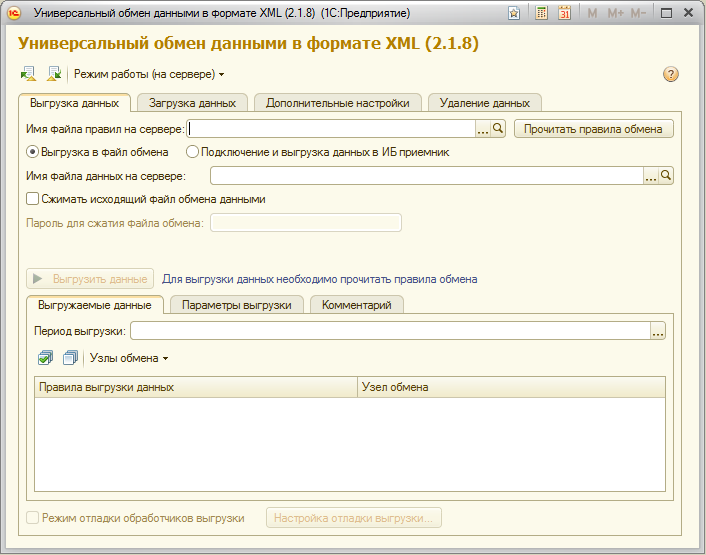 Универсальный обмен данными в формате XML (2.1.8) (1С:Предприятие)
M M+ M-
Универсальный обмен данными в формате XML (2.1.8)
Режим работы (на сервере)
Выгрузка данных Загрузка данных Дополнительные настройки Удаление данных
Имя файла правил на сервере: ... Прочитать правила обмена
Выгрузка в файл обмена Подключение и выгрузка данных в ИБ приемник
Имя файла данных на сервере: ...
Сжимать исходящий файл обмена данными
Пароль для сжатия файла обмена:
Выгрузить данные Для выгрузки данных необходимо прочитать правила обмена
Выгружаемые данные Параметры выгрузки Комментарий
Период выгрузки: ...
Узлы обмена
Правила выгрузки данных Узел обмена
Режим отладки обработчиков выгрузки Настройка отладки выгрузки...